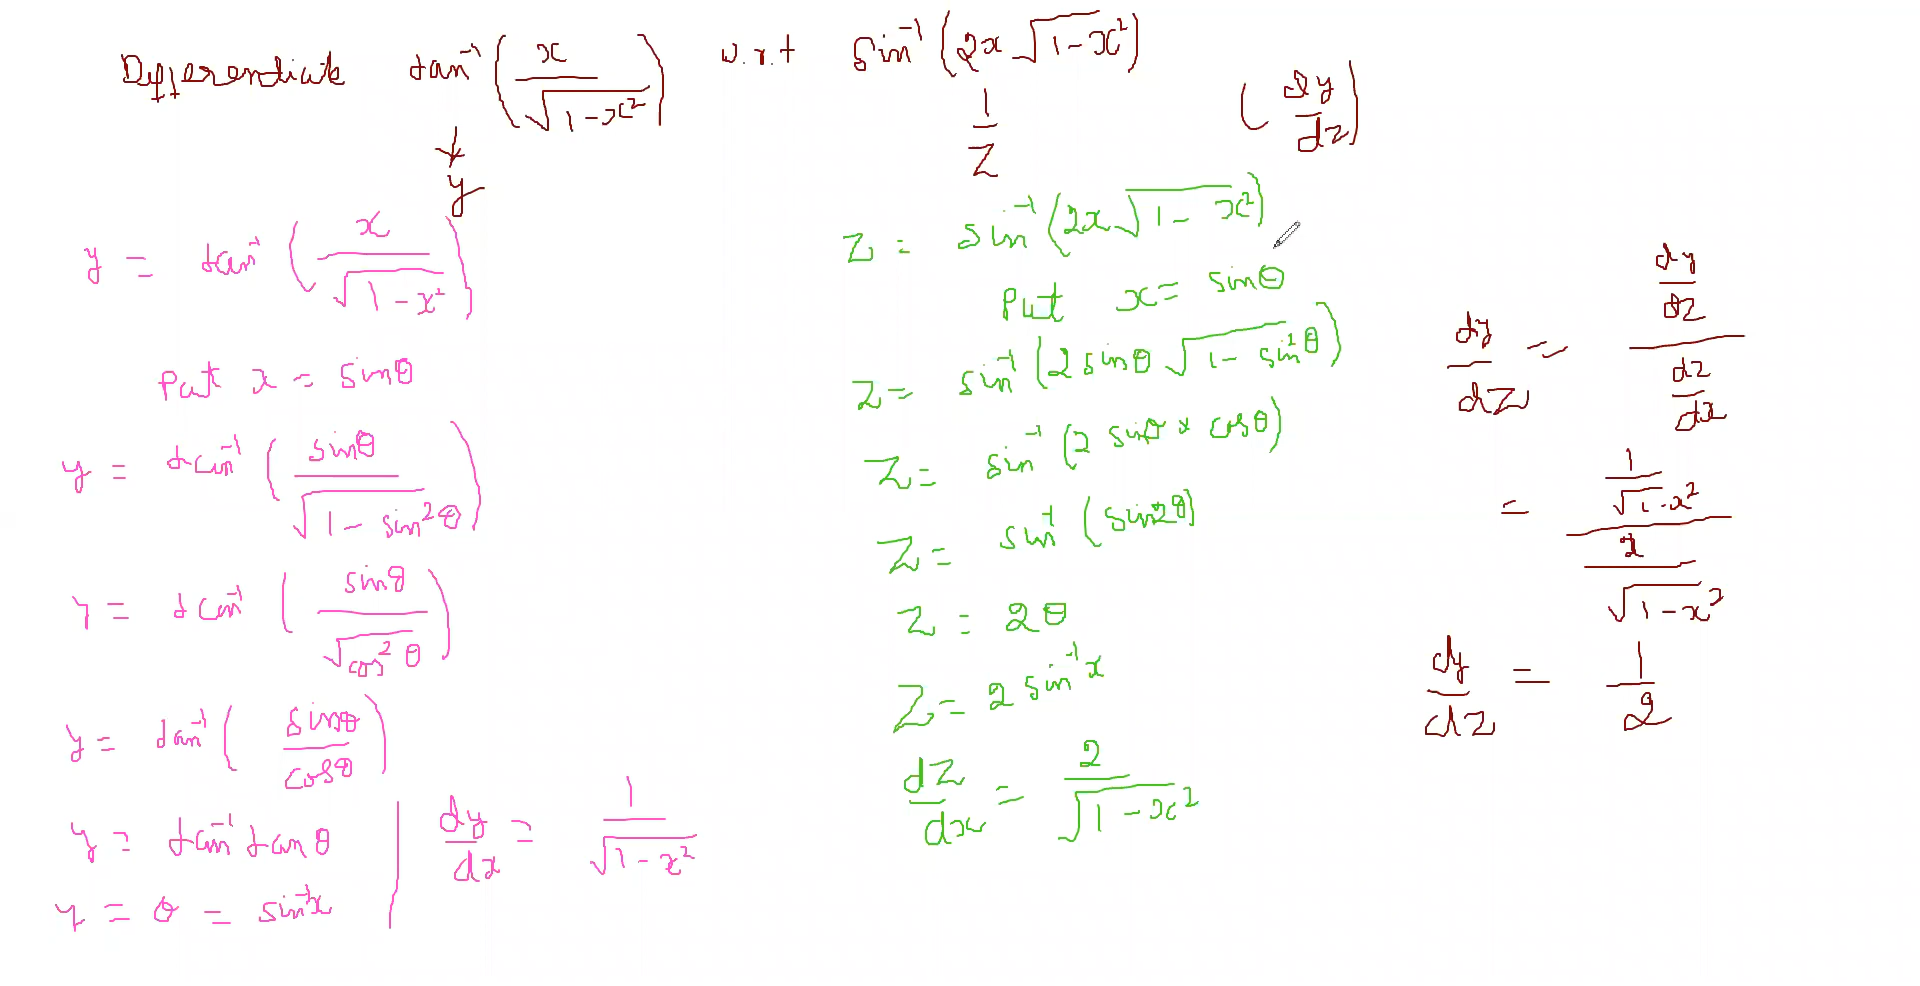 Differentiate tan⁻¹(x/√(1-x²)) w.r.t sin⁻¹(2x√(1-x²))
↓ y
1/Z
(dy/dz)
y = tan⁻¹(x/√(1-x²))
Put x = sinθ
y = tan⁻¹(sinθ/√(1-sin²θ))
y = tan⁻¹(sinθ/√(cos²θ))
y = tan⁻¹(sinθ/cosθ)
y = tan⁻¹ tanθ
y = θ = sin⁻¹x
dy/dx = 1/√(1-x²)
Z = sin⁻¹(2x√(1-x²))
Put x = sinθ
Z = sin⁻¹(2 sinθ √(1-sin²θ))
Z = sin⁻¹(2 sinθ × cosθ)
Z = sin⁻¹(sin2θ)
Z = 2θ
Z = 2 sin⁻¹x
dZ/dx = 2/√(1-x²)
dy/dZ = (dy/dz)/(dz/dx)
= (1/√(1-x²))/(2/√(1-x²))
dy/dZ = 1/2